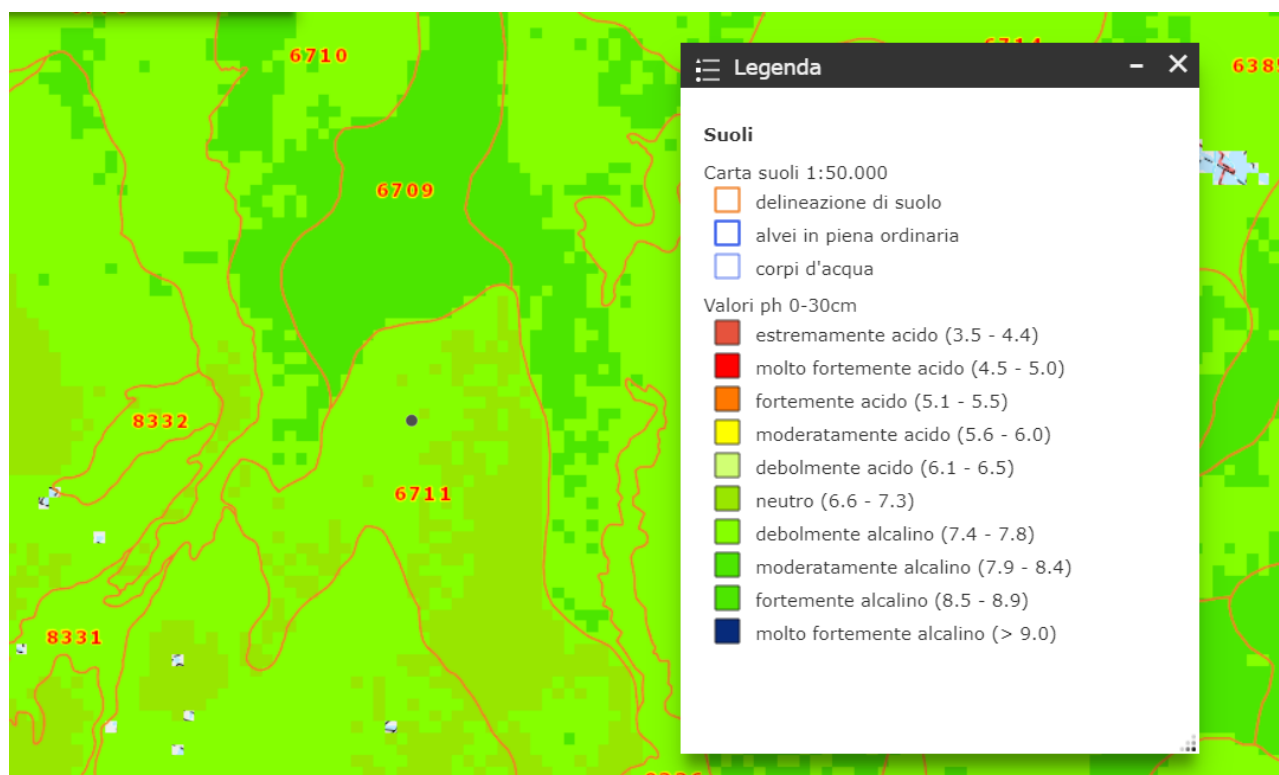 6710
6714
6385
6709
8332
6711
8331
Legenda
Suoli
Carta suoli 1:50.000
delineazione di suolo
alvei in piena ordinaria
corpi d'acqua
Valori ph 0-30cm
estremamente acido (3.5 - 4.4)
molto fortemente acido (4.5 - 5.0)
fortemente acido (5.1 - 5.5)
moderatamente acido (5.6 - 6.0)
debolmente acido (6.1 - 6.5)
neutro (6.6 - 7.3)
debolmente alcalino (7.4 - 7.8)
moderatamente alcalino (7.9 - 8.4)
fortemente alcalino (8.5 - 8.9)
molto fortemente alcalino (> 9.0)